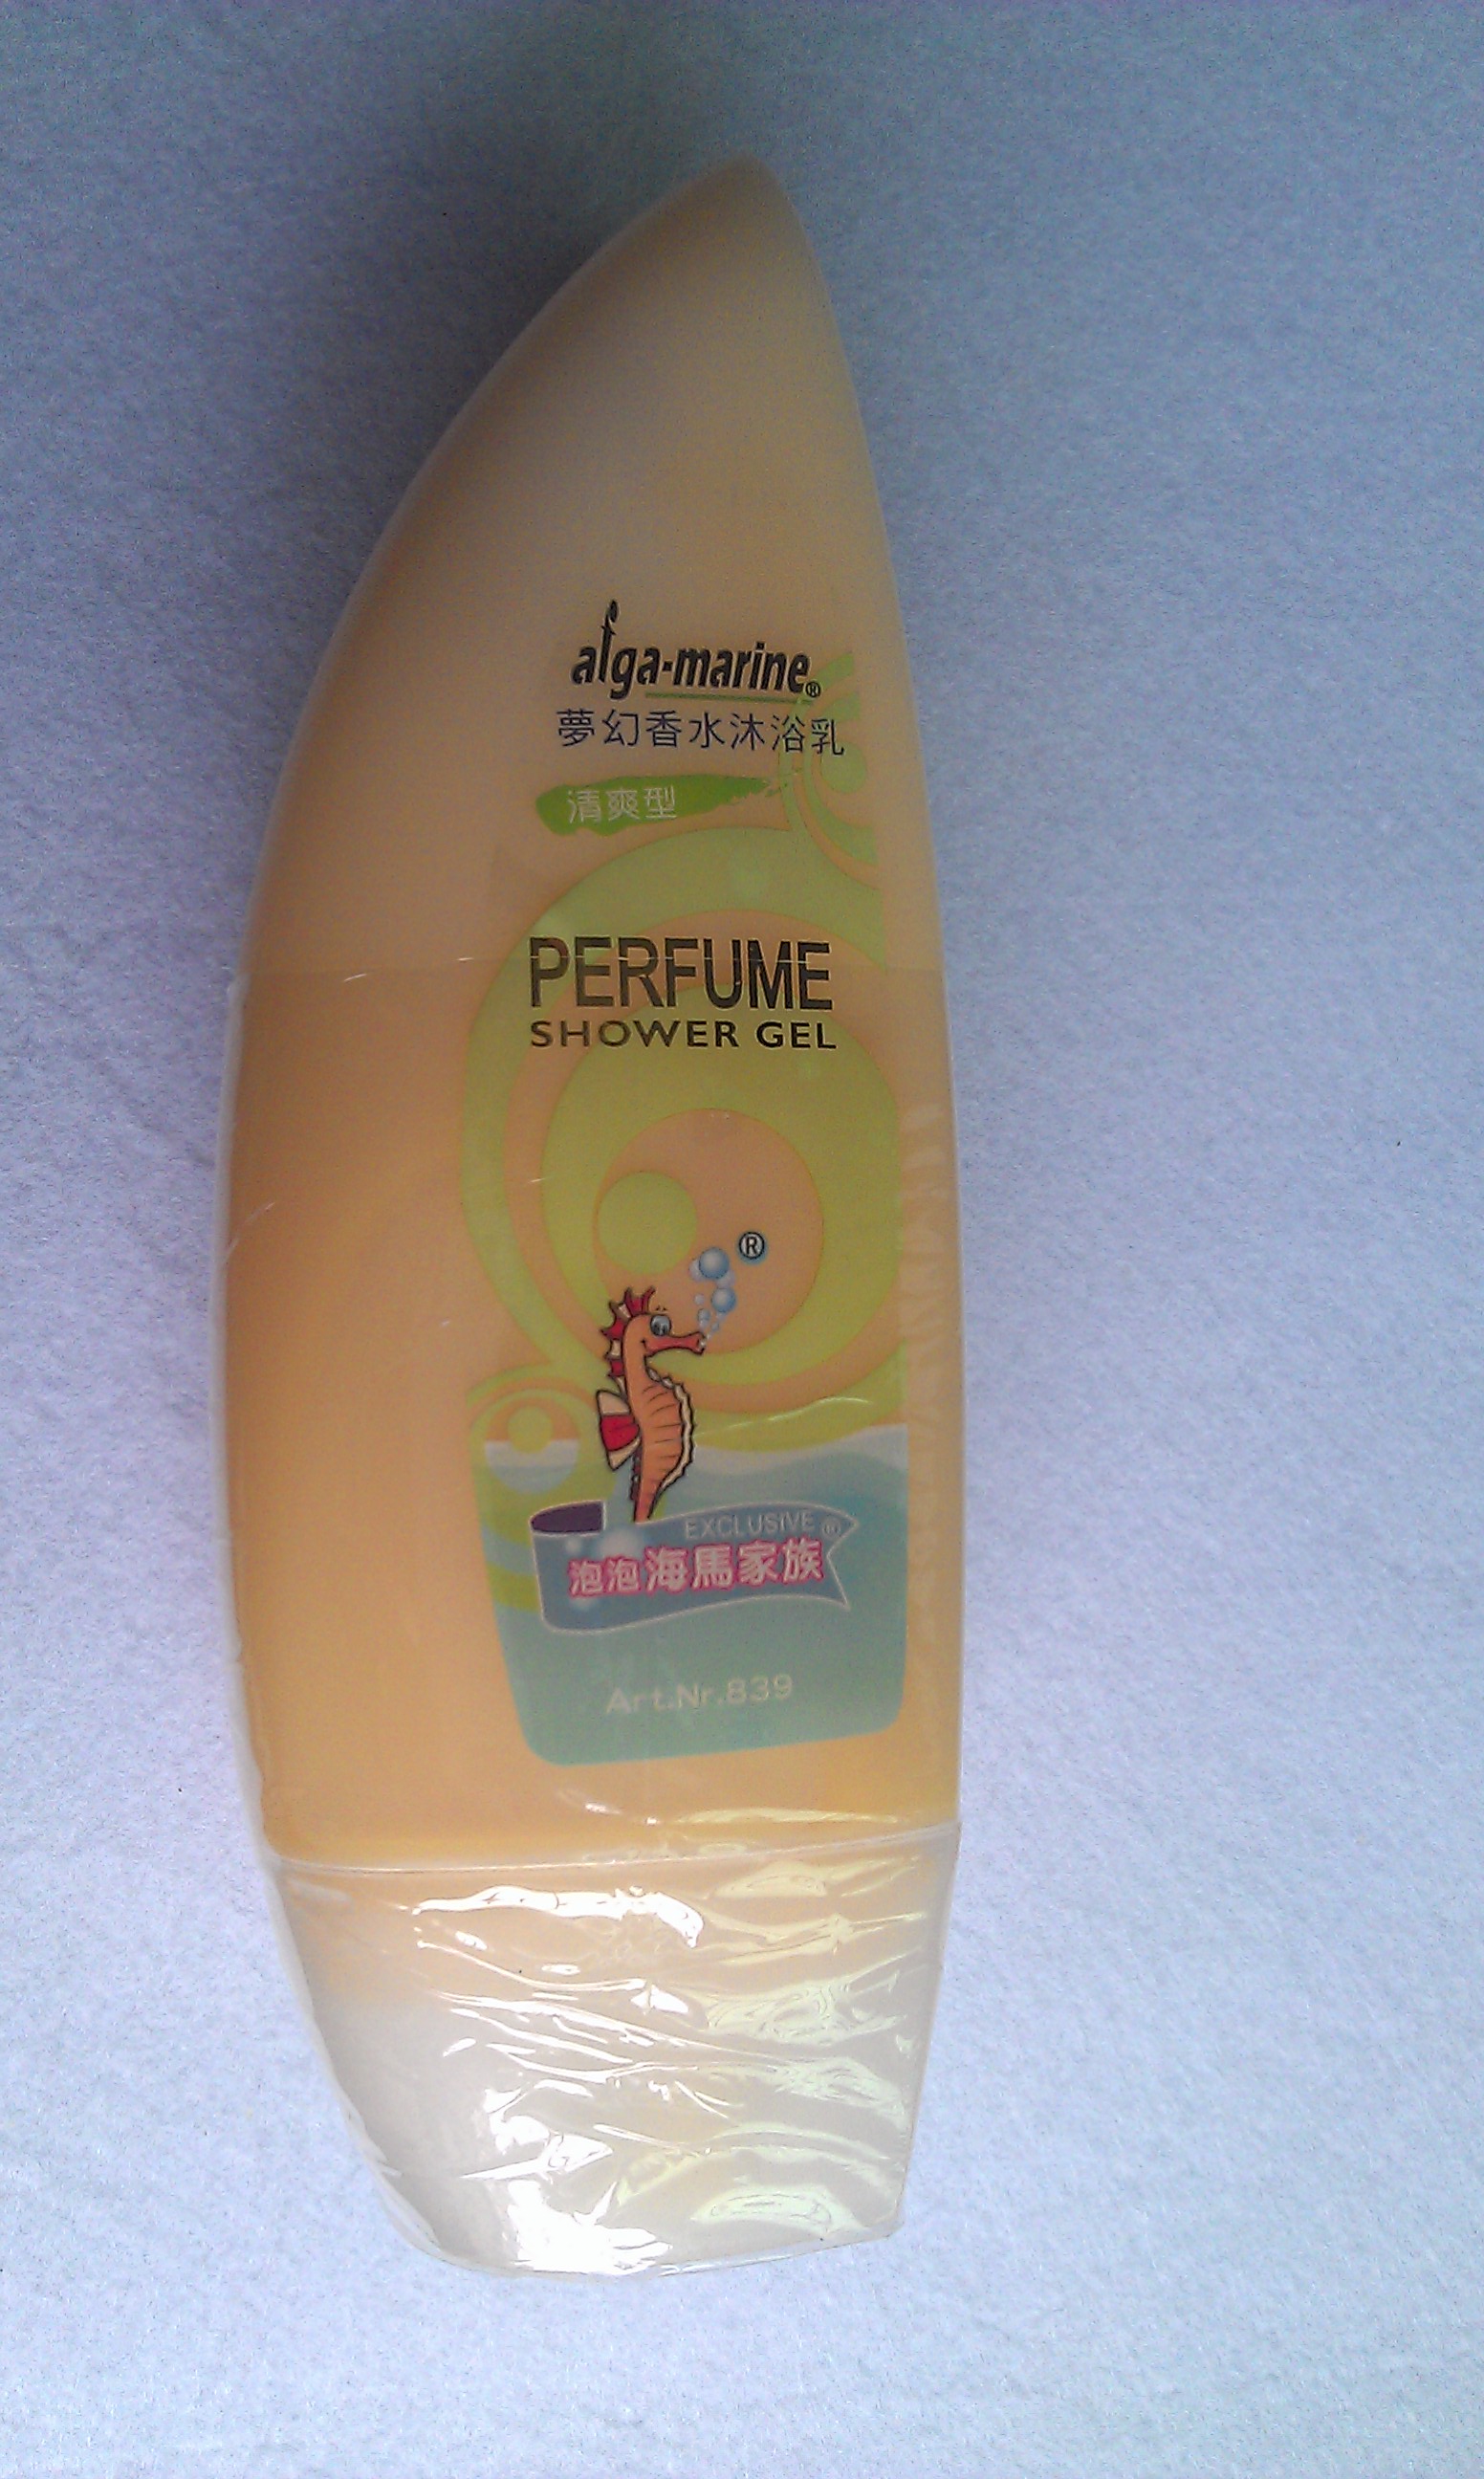 alga-marine®
夢幻香水沐浴乳
清爽型
PERFUME
SHOWER GEL
®
EXCLUSIVE ®
泡泡海馬家族
Art.Nr.839